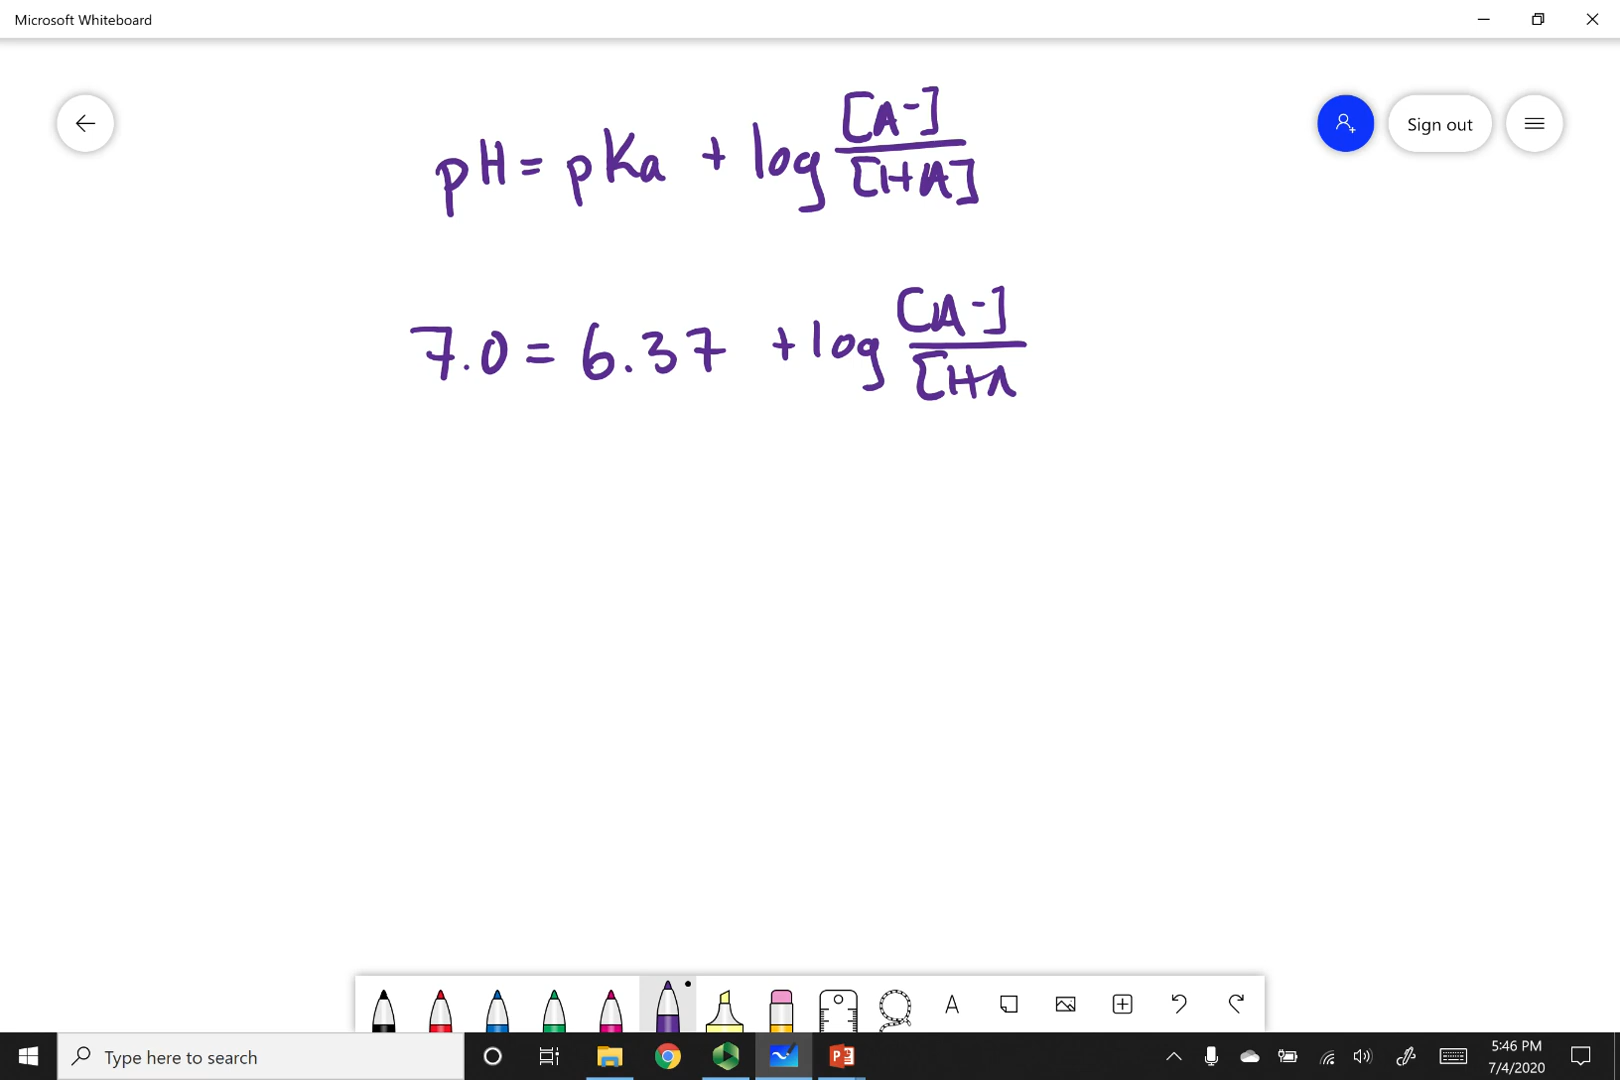 Microsoft Whiteboard
Sign out
pH = pKa + log [A-]/[HA]
7.0 = 6.37 + log [A-]/[HA
A
Type here to search
5:46 PM
7/4/2020